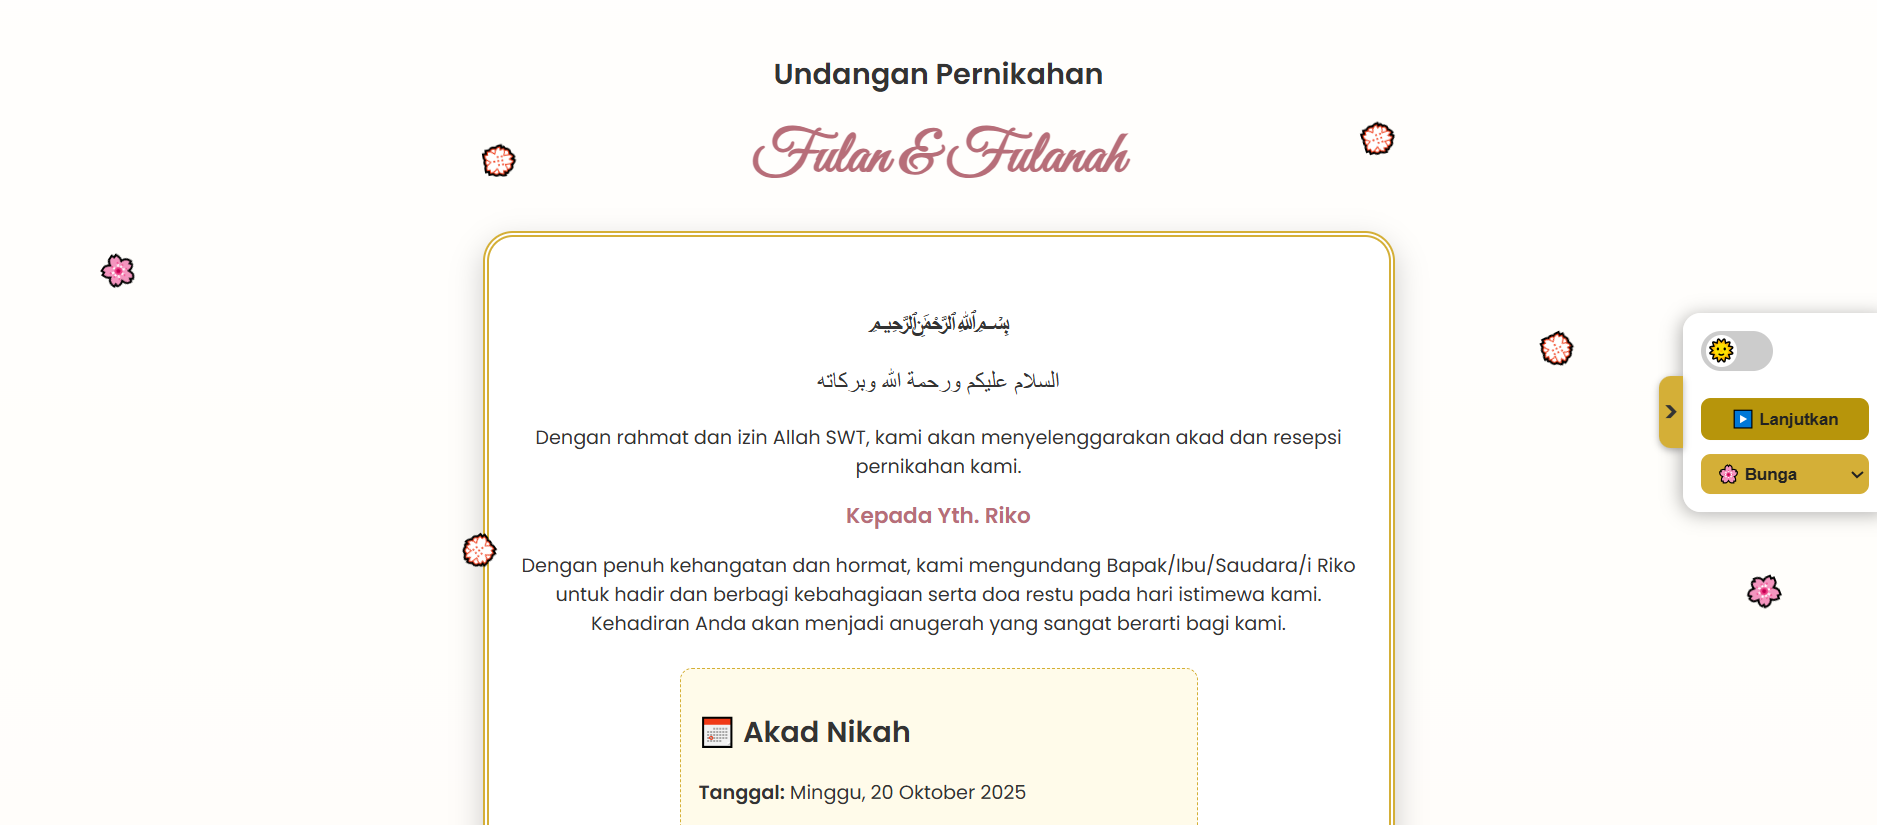 Undangan Pernikahan
Fulan & Fulanah
بِسْمِ ٱللَّهِ ٱلرَّحْمَٰنِ ٱلرَّحِيمِ
السلام عليكم ورحمة الله وبركاته
Dengan rahmat dan izin Allah SWT, kami akan menyelenggarakan akad dan resepsi
pernikahan kami.
Kepada Yth. Riko
Dengan penuh kehangatan dan hormat, kami mengundang Bapak/Ibu/Saudara/i Riko
untuk hadir dan berbagi kebahagiaan serta doa restu pada hari istimewa kami.
Kehadiran Anda akan menjadi anugerah yang sangat berarti bagi kami.
Akad Nikah
Tanggal: Minggu, 20 Oktober 2025
Lanjutkan
Bunga